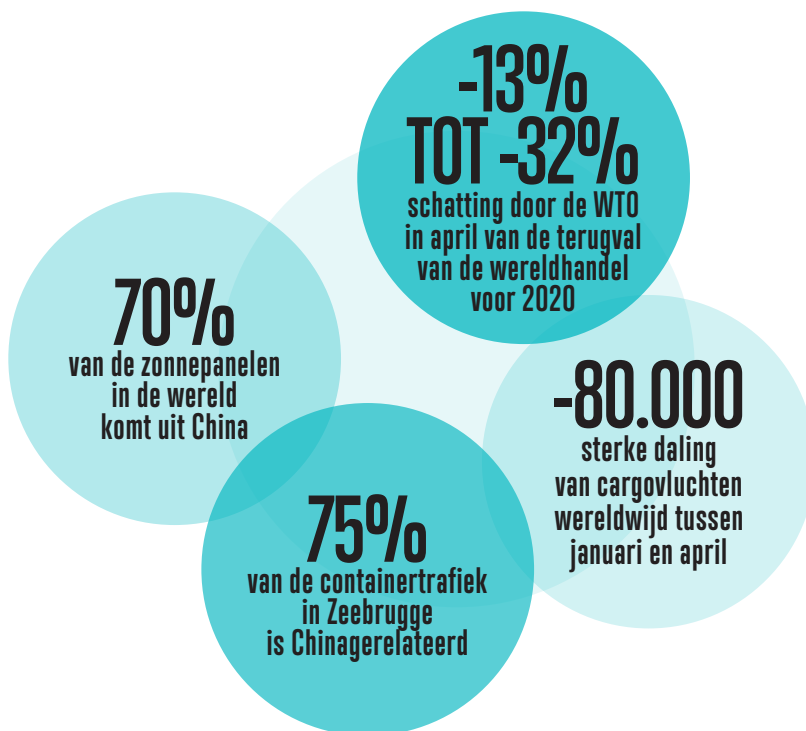 -13%
TOT -32%
schatting door de WTO
in april van de terugval
van de wereldhandel
voor 2020
70%
van de zonnepanelen
in de wereld
komt uit China
-80.000
sterke daling
van cargovluchten
wereldwijd tussen
januari en april
75%
van de containertrafiek
in Zeebrugge
is Chinagerelateerd